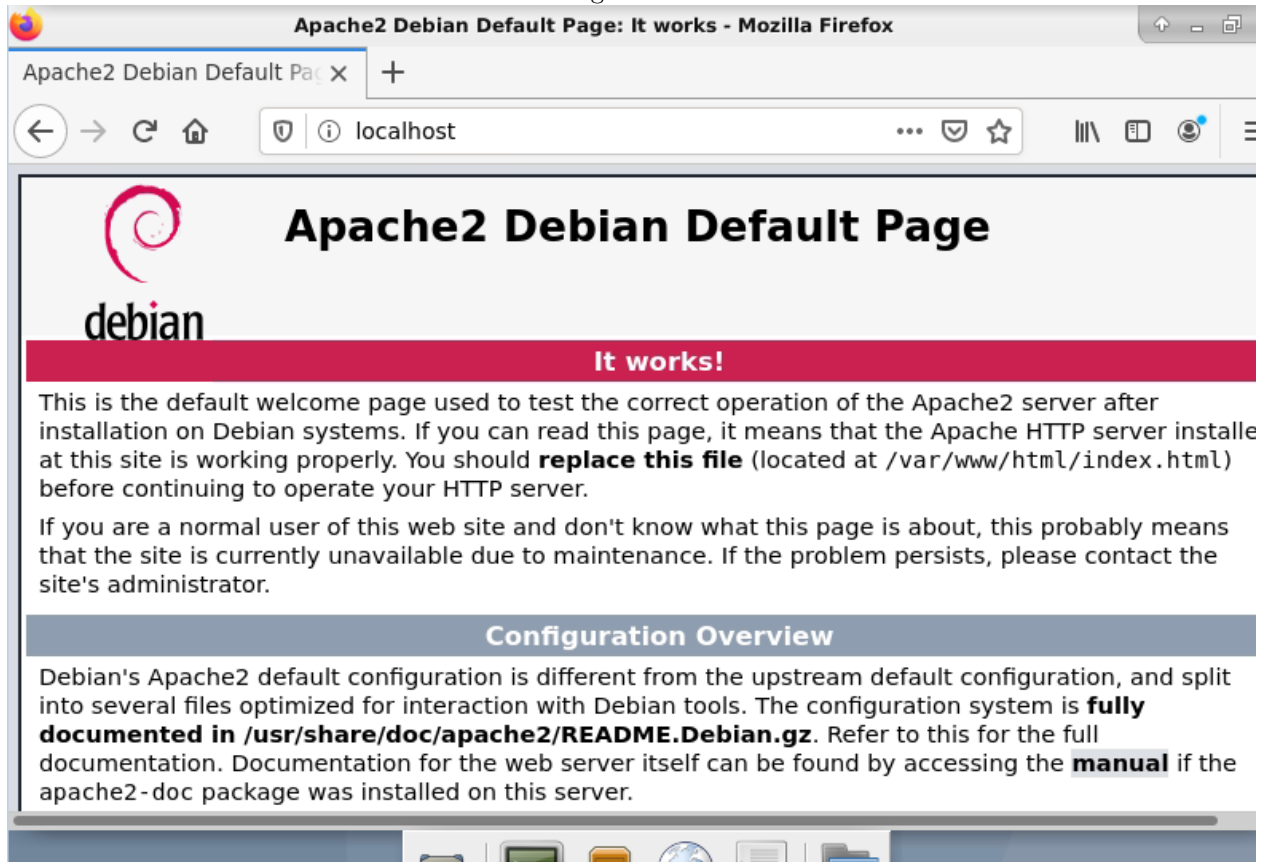 Apache2 Debian Default Page: It works - Mozilla Firefox
Apache2 Debian Default Pag
localhost
debian
Apache2 Debian Default Page
It works!
This is the default welcome page used to test the correct operation of the Apache2 server after
installation on Debian systems. If you can read this page, it means that the Apache HTTP server installe
at this site is working properly. You should replace this file (located at /var/www/html/index.html)
before continuing to operate your HTTP server.
If you are a normal user of this web site and don't know what this page is about, this probably means
that the site is currently unavailable due to maintenance. If the problem persists, please contact the
site's administrator.
Configuration Overview
Debian's Apache2 default configuration is different from the upstream default configuration, and split
into several files optimized for interaction with Debian tools. The configuration system is fully
documented in /usr/share/doc/apache2/README.Debian.gz. Refer to this for the full
documentation. Documentation for the web server itself can be found by accessing the manual if the
apache2-doc package was installed on this server.